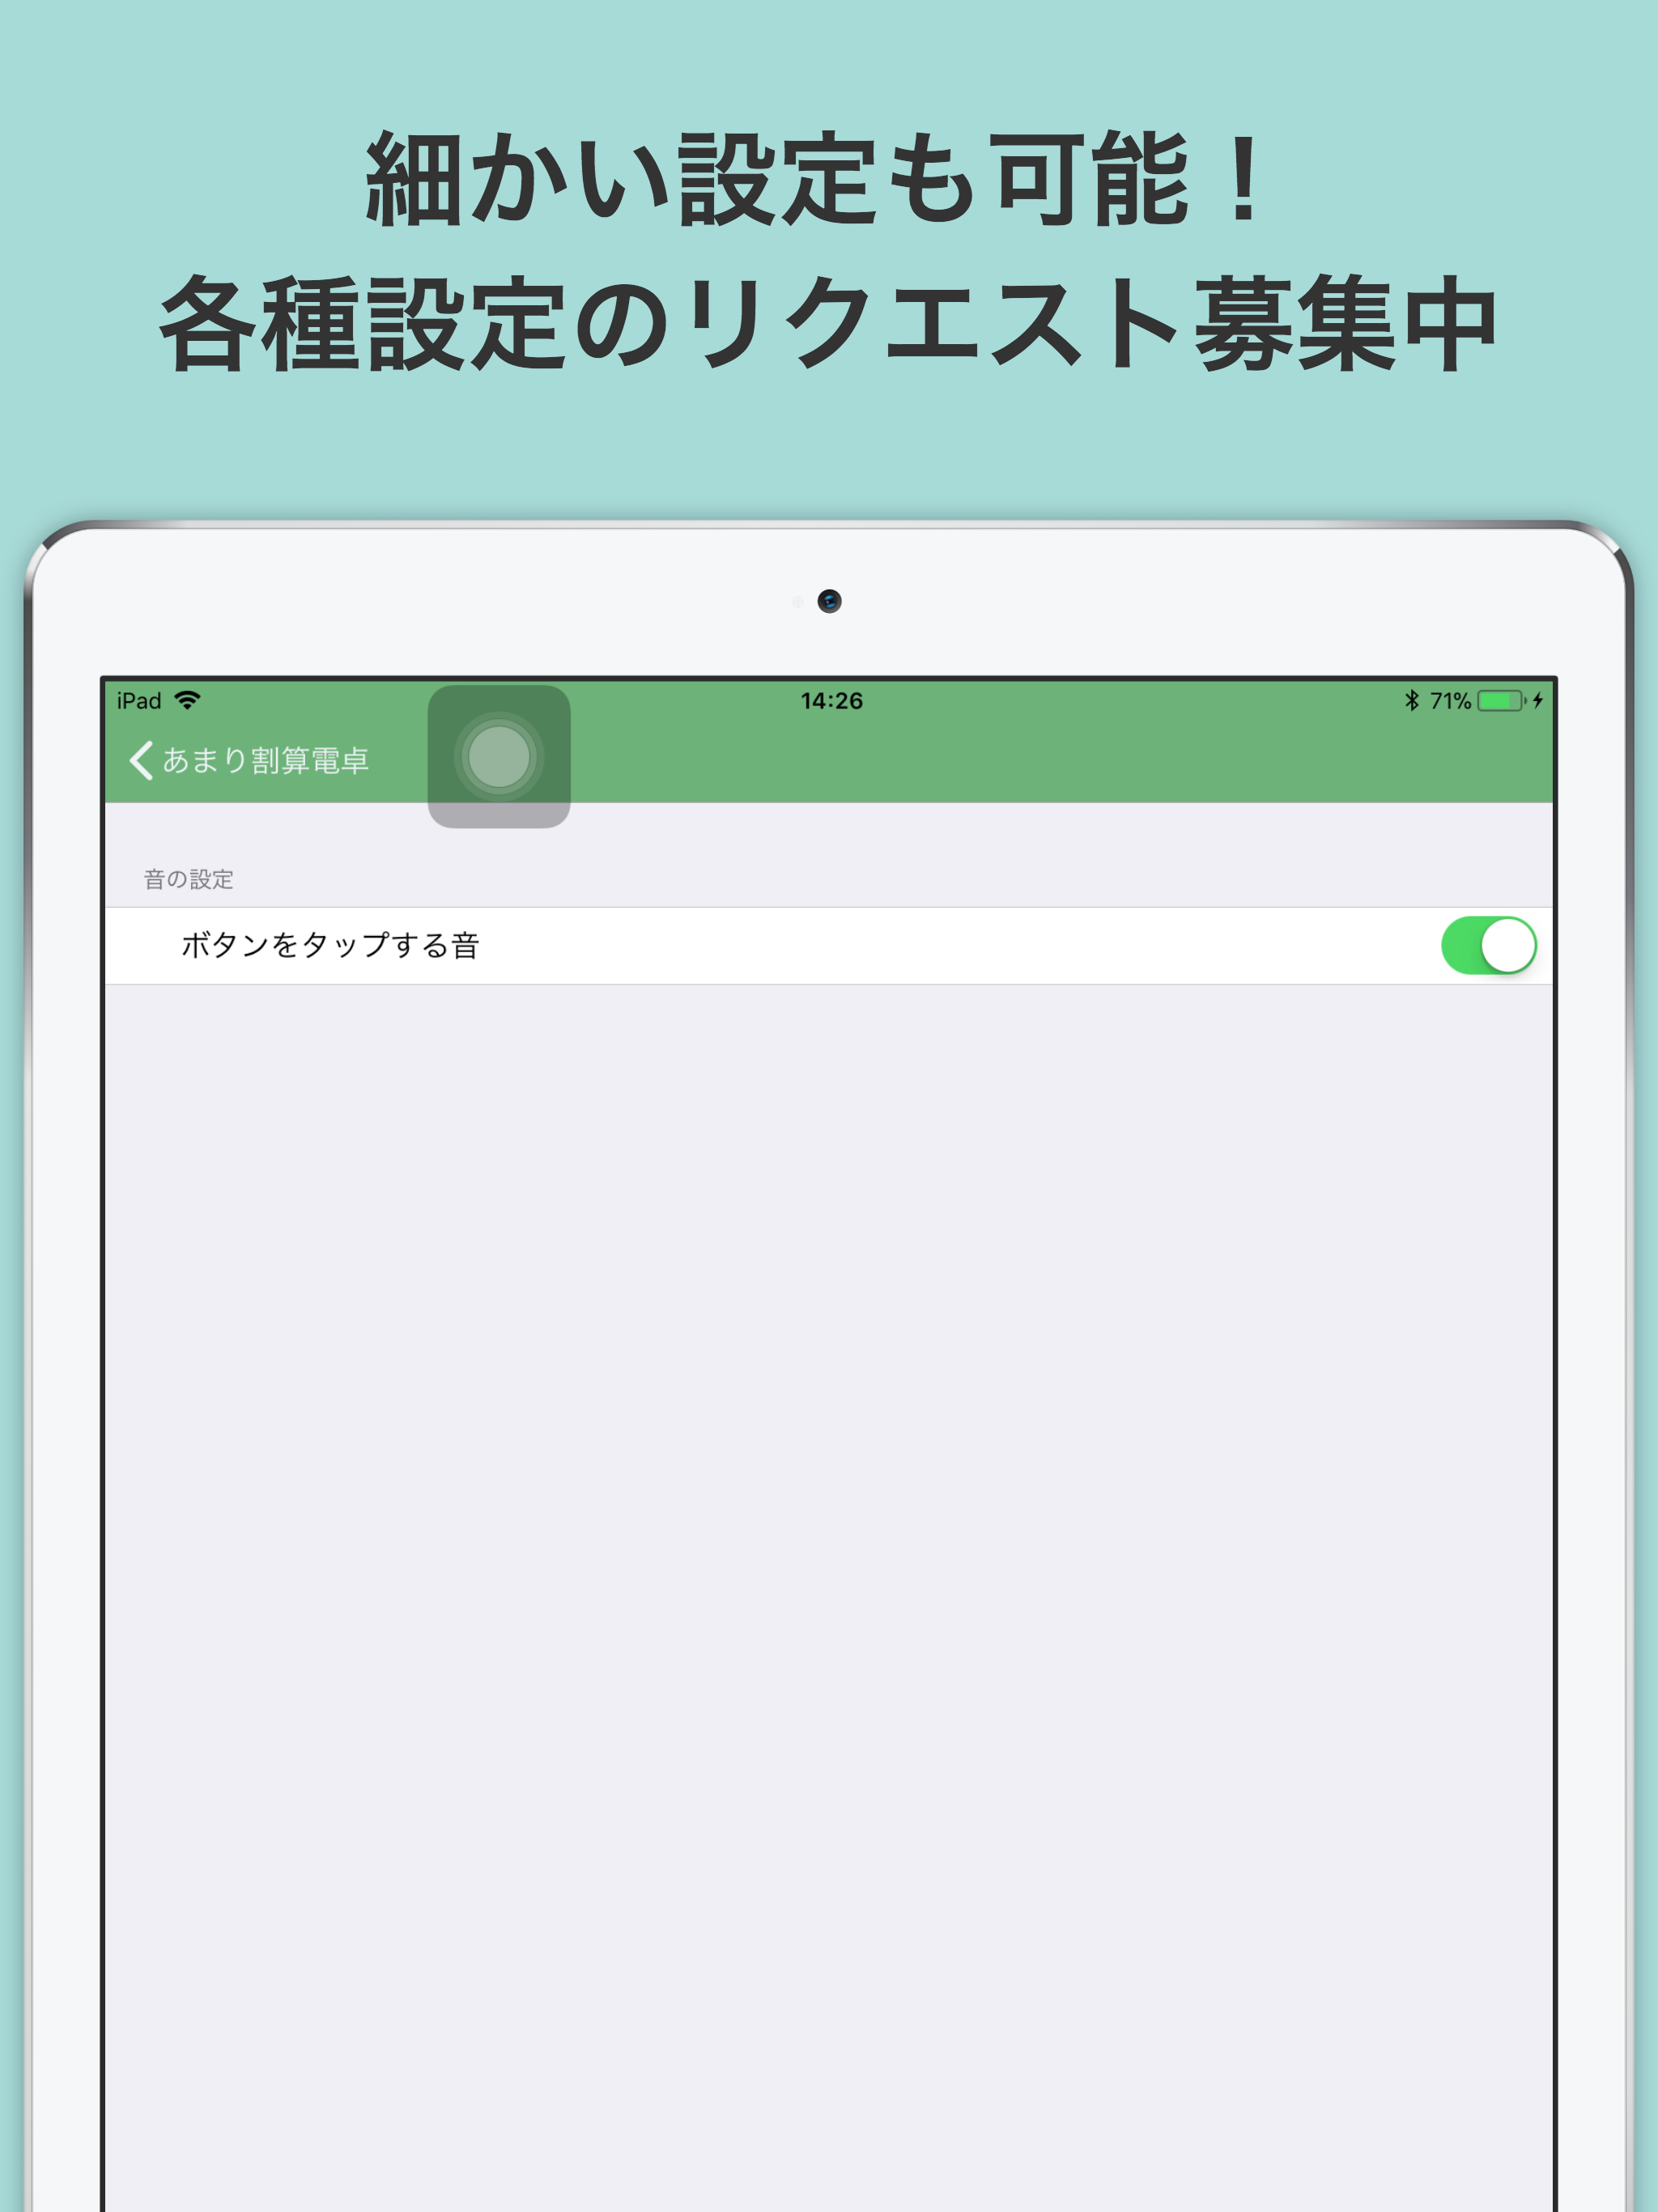 細かい設定も可能！
各種設定のリクエスト募集中
iPad 14:26 71%
あまり割算電卓
音の設定
ボタンをタップする音